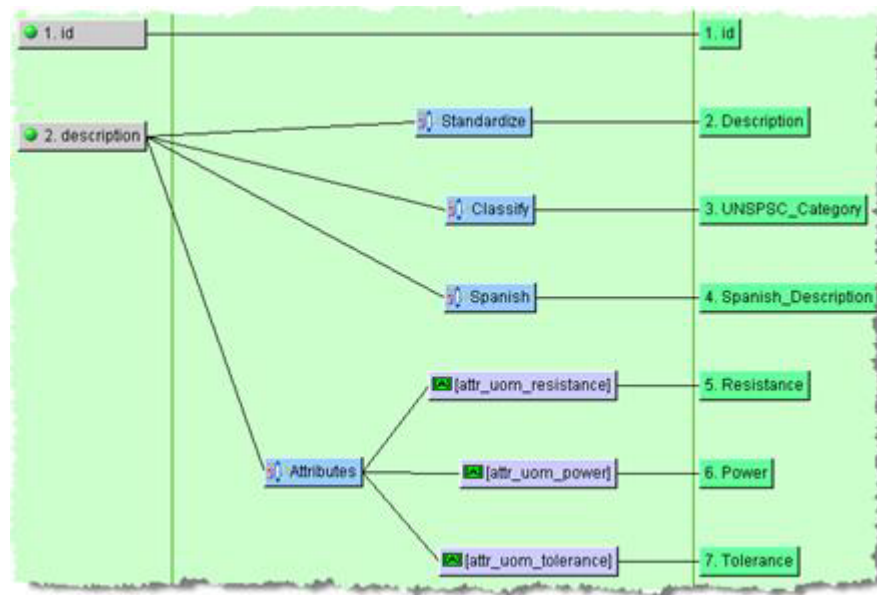 1. id
1. id
2. description
Standardize
2. Description
Classify
3. UNSPSC_Category
Spanish
4. Spanish_Description
[attr_uom_resistance]
5. Resistance
Attributes
[attr_uom_power]
6. Power
[attr_uom_tolerance]
7. Tolerance